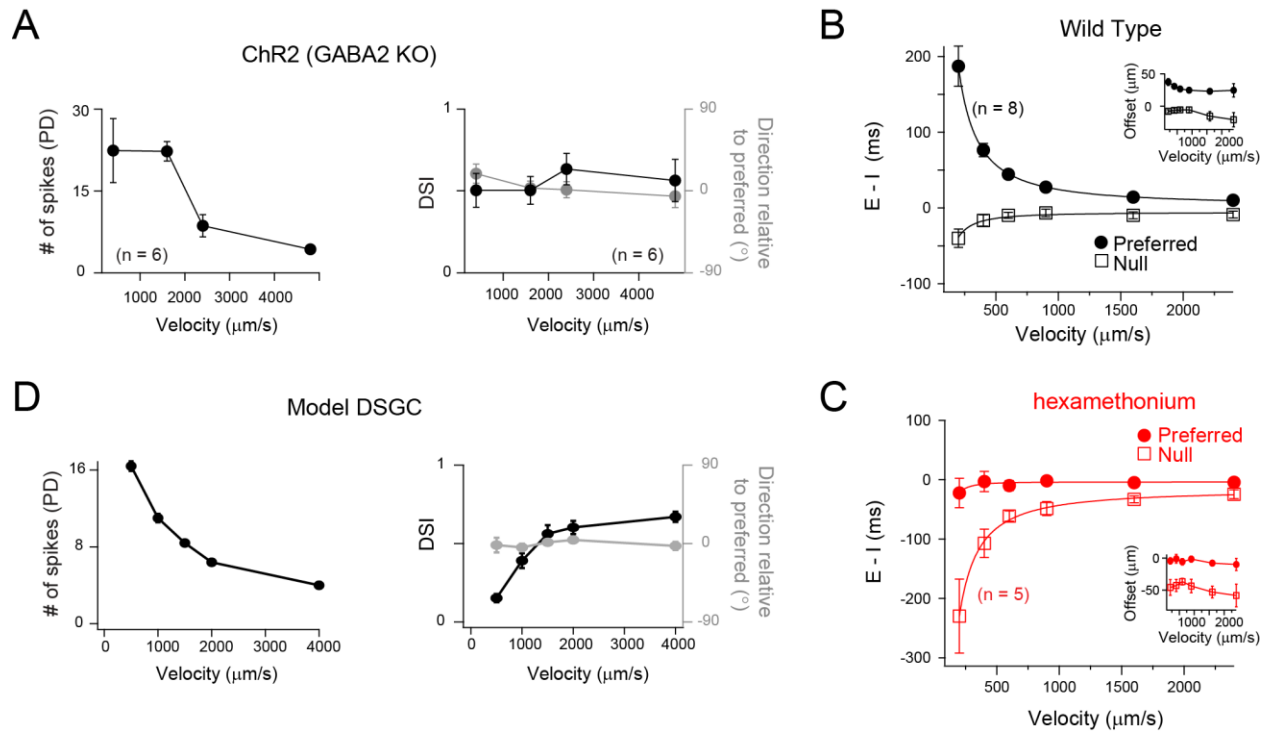 A
ChR2 (GABA2 KO)
# of spikes (PD)
30
15
0
(n = 6)
1000 2000 3000 4000
Velocity (μm/s)
DSI
1
0
(n = 6)
1000 2000 3000 4000
Velocity (μm/s)
90
0
-90
Direction relative
to preferred (°)
B
Wild Type
E - I (ms)
200
100
0
-100
(n = 8)
Preferred
Null
500 1000 1500 2000
Velocity (μm/s)
Offset (μm)
50
0
1000 2000
Velocity (μm/s)
D
Model DSGC
# of spikes (PD)
16
8
0
0 1000 2000 3000 4000
Velocity (μm/s)
DSI
1
0
0 1000 2000 3000 4000
Velocity (μm/s)
90
0
-90
Direction relative
to preferred (°)
C
hexamethonium
E - I (ms)
100
0
-100
-200
-300
Preferred
Null
(n = 5)
500 1000 1500 2000
Velocity (μm/s)
Offset (μm)
0
-50
1000 2000
Velocity (μm/s)